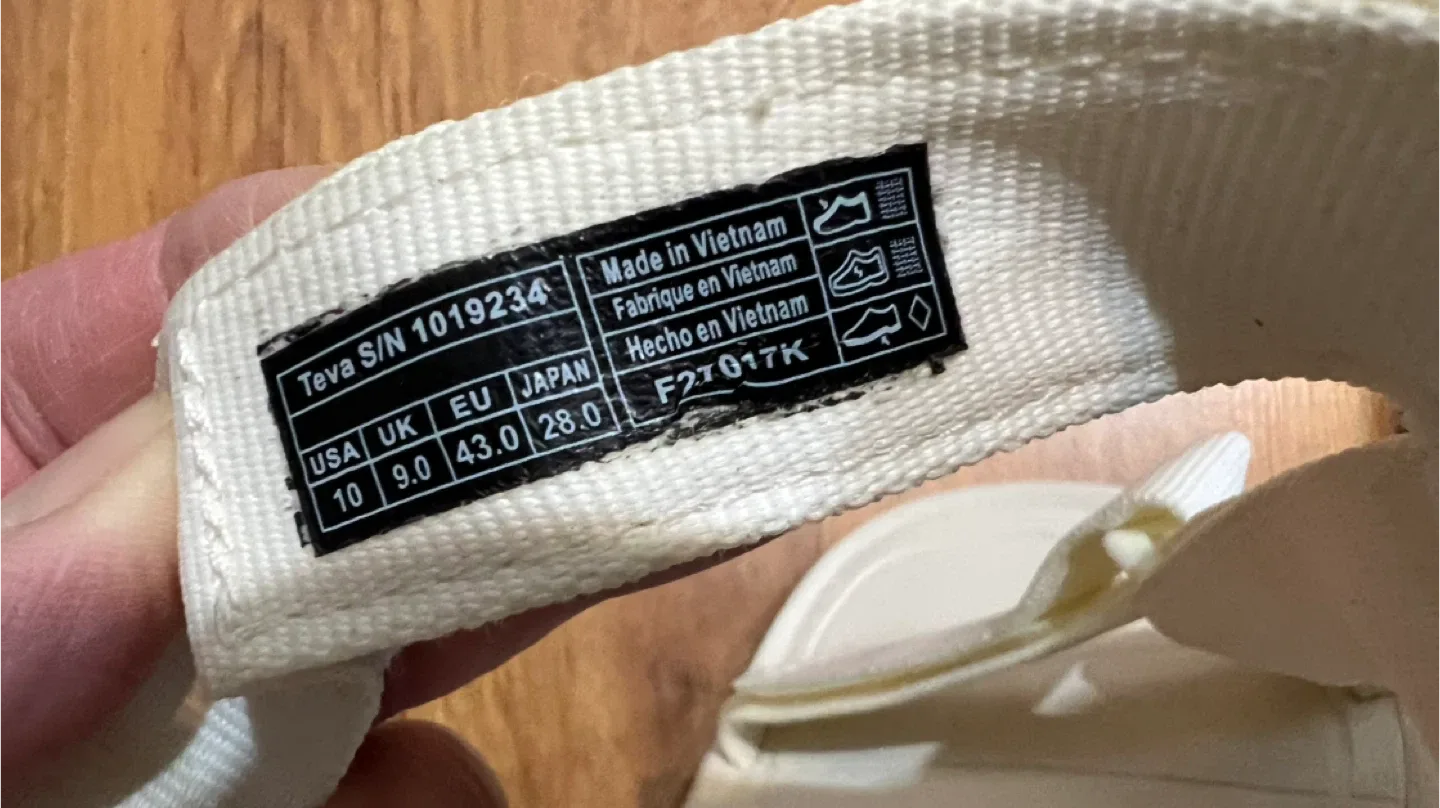 Teva S/N 1019234
USA UK EU JAPAN
10 9.0 43.0 28.0
Made in Vietnam
Fabrique en Vietnam
Hecho en Vietnam